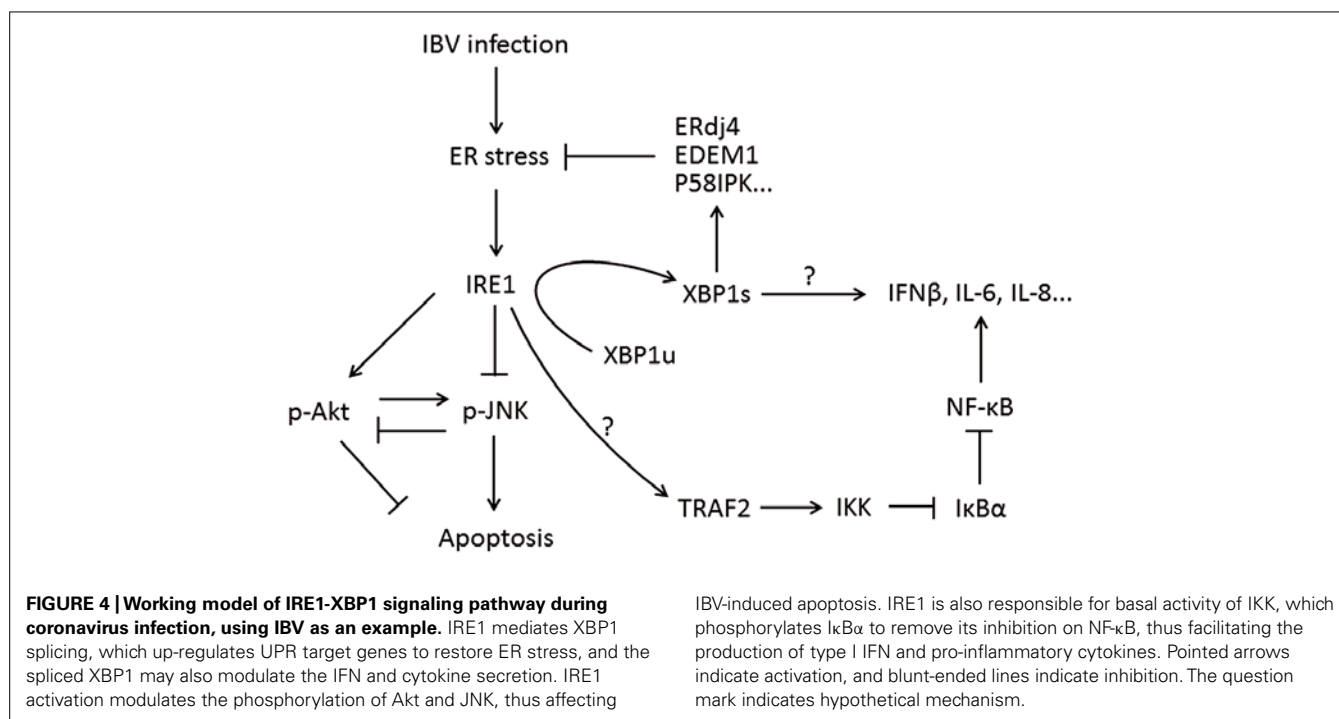 IBV infection
ERdj4
EDEM1
P58IPK...
ER stress
IRE1
?
XBP1s
IFNβ, IL-6, IL-8...
XBP1u
p-Akt
p-JNK
NF-κB
?
TRAF2
IKK
IκBα
Apoptosis
FIGURE 4 | Working model of IRE1-XBP1 signaling pathway during
coronavirus infection, using IBV as an example. IRE1 mediates XBP1
splicing, which up-regulates UPR target genes to restore ER stress, and the
spliced XBP1 may also modulate the IFN and cytokine secretion. IRE1
activation modulates the phosphorylation of Akt and JNK, thus affecting
IBV-induced apoptosis. IRE1 is also responsible for basal activity of IKK, which
phosphorylates IκBα to remove its inhibition on NF-κB, thus facilitating the
production of type I IFN and pro-inflammatory cytokines. Pointed arrows
indicate activation, and blunt-ended lines indicate inhibition. The question
mark indicates hypothetical mechanism.